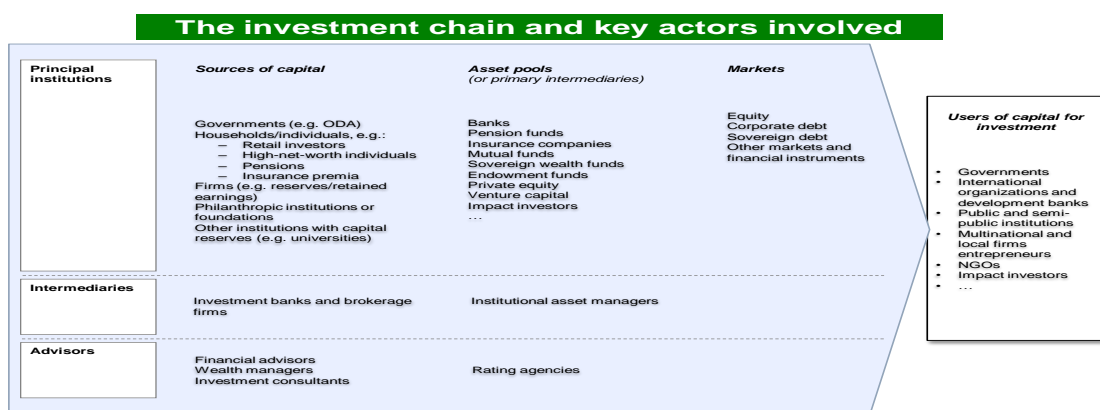 The investment chain and key actors involved
Principal
institutions
Sources of capital
Governments (e.g. ODA)
Households/individuals, e.g.:
– Retail investors
– High-net-worth individuals
– Pensions
– Insurance premia
Firms (e.g. reserves/retained
earnings)
Philanthropic institutions or
foundations
Other institutions with capital
reserves (e.g. universities)
Asset pools
(or primary intermediaries)
Banks
Pension funds
Insurance companies
Mutual funds
Sovereign wealth funds
Endowment funds
Private equity
Venture capital
Impact investors
…
Markets
Equity
Corporate debt
Sovereign debt
Other markets and
financial instruments
Intermediaries
Investment banks and brokerage
firms
Institutional asset managers
Advisors
Financial advisors
Wealth managers
Investment consultants
Rating agencies
Users of capital for
investment
• Governments
• International
organizations and
development banks
• Public and semi-
public institutions
• Multinational and
local firms
entrepreneurs
• NGOs
• Impact investors
• …